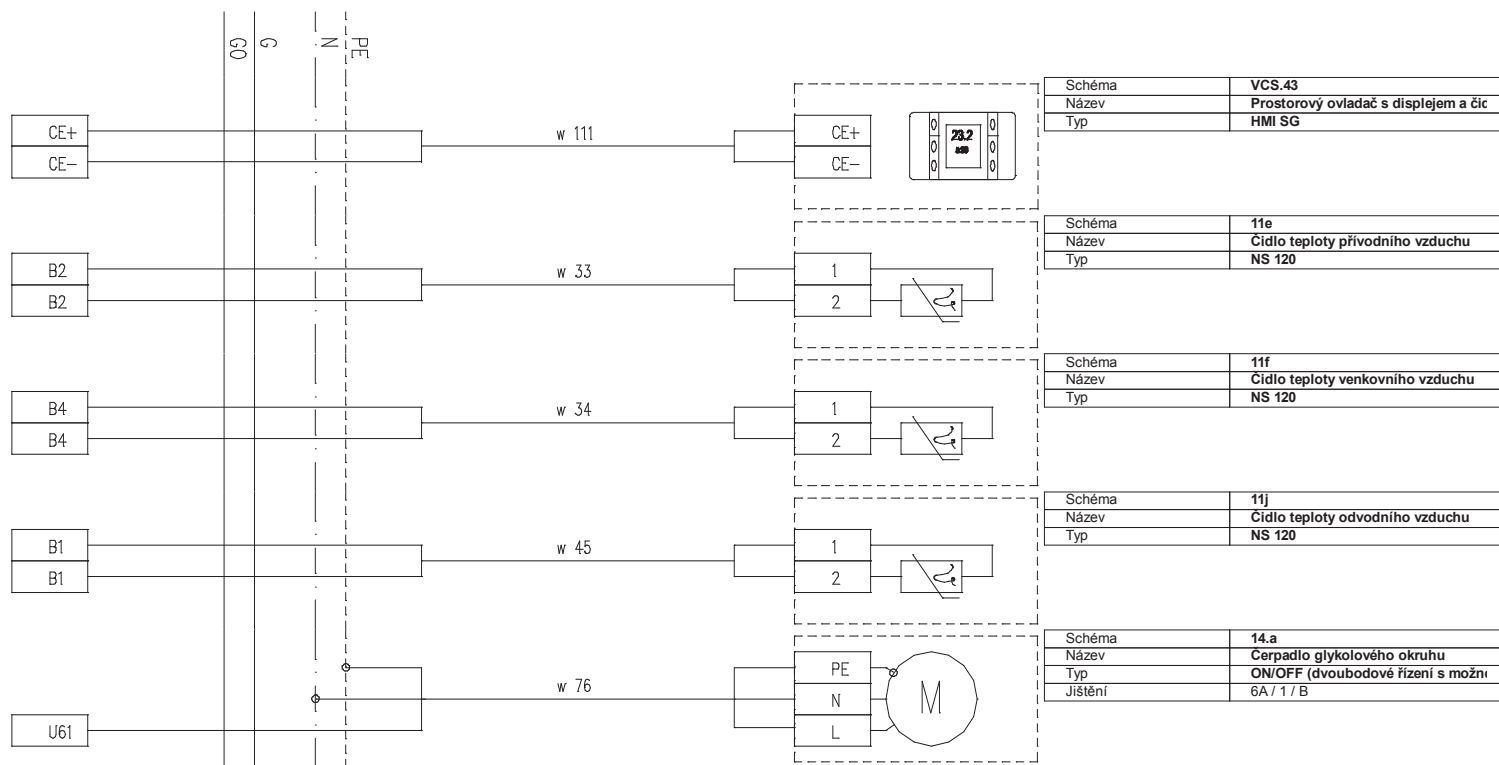 GO G N PE
CE+ w 111 CE+ 23.2 Schéma VCS.43
CE- CE- Název Prostorový ovladač s displejem a čid
Typ HMI SG
B2 w 33 1 Schéma 11e
B2 2 Název Čidlo teploty přívodního vzduchu
Typ NS 120
B4 w 34 1 Schéma 11f
B4 2 Název Čidlo teploty venkovního vzduchu
Typ NS 120
B1 w 45 1 Schéma 11j
B1 2 Název Čidlo teploty odvodního vzduchu
Typ NS 120
PE Schéma 14.a
w 76 N M Název Čerpadlo glykolového okruhu
U61 L Typ ON/OFF (dvoubodové řízení s možno
Jištění 6A / 1 / B